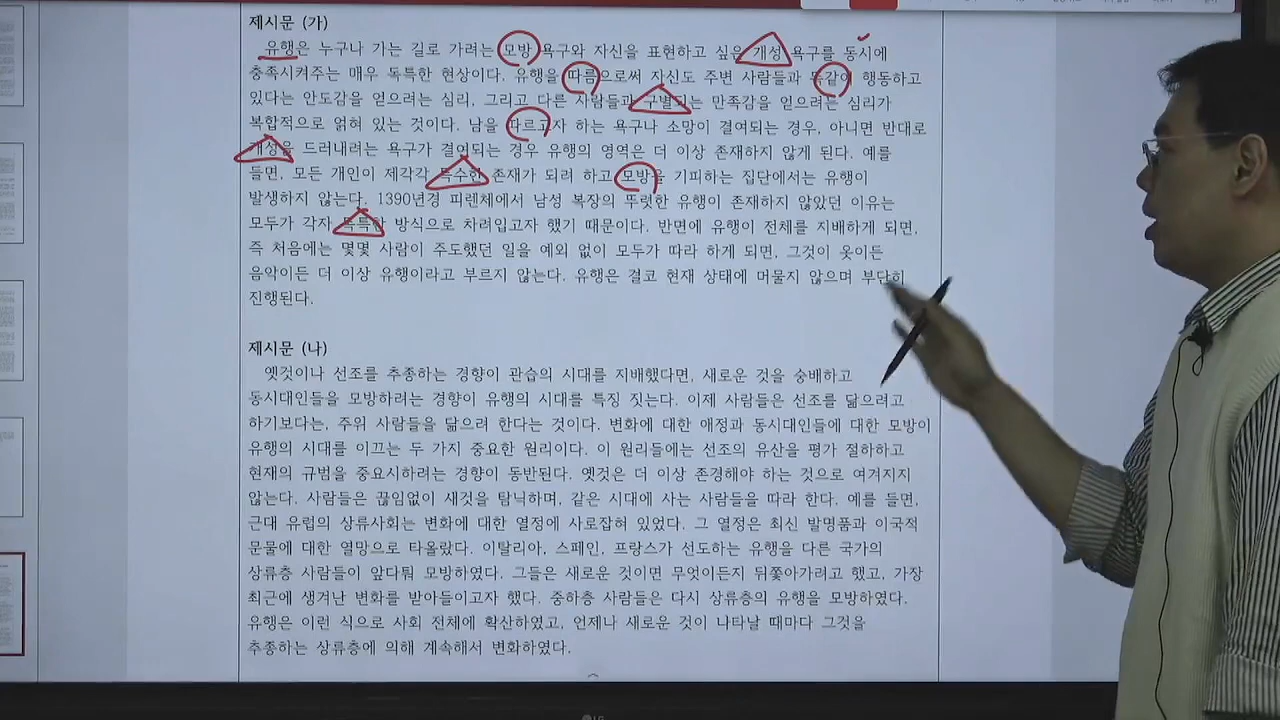 제시문 (가)
유행은 누구나 가는 길로 가려는 모방 욕구와 자신을 표현하고 싶은 개성 욕구를 동시에
충족시켜주는 매우 독특한 현상이다. 유행을 따름으로써 자신도 주변 사람들과 똑같이 행동하고
있다는 안도감을 얻으려는 심리, 그리고 다른 사람들과 구별되는 만족감을 얻으려는 심리가
복합적으로 얽혀 있는 것이다. 남을 따르고자 하는 욕구나 소망이 결여되는 경우, 아니면 반대로
개성을 드러내려는 욕구가 결여되는 경우 유행의 영역은 더 이상 존재하지 않게 된다. 예를
들면, 모든 개인이 제각각 특수한 존재가 되려 하고 모방을 기피하는 집단에서는 유행이
발생하지 않는다. 1390년경 피렌체에서 남성 복장의 뚜렷한 유행이 존재하지 않았던 이유는
모두가 각자 독특한 방식으로 차려입고자 했기 때문이다. 반면에 유행이 전체를 지배하게 되면,
즉 처음에는 몇몇 사람이 주도했던 일을 예외 없이 모두가 따라 하게 되면, 그것이 옷이든
음악이든 더 이상 유행이라고 부르지 않는다. 유행은 결코 현재 상태에 머물지 않으며 부단히
진행된다.
제시문 (나)
옛것이나 선조를 추종하는 경향이 관습의 시대를 지배했다면, 새로운 것을 숭배하고
동시대인들을 모방하려는 경향이 유행의 시대를 특징 짓는다. 이제 사람들은 선조를 닮으려고
하기보다는, 주위 사람들을 닮으려 한다는 것이다. 변화에 대한 애정과 동시대인들에 대한 모방이
유행의 시대를 이끄는 두 가지 중요한 원리이다. 이 원리들에는 선조의 유산을 평가 절하하고
현재의 규범을 중요시하려는 경향이 동반된다. 옛것은 더 이상 존경해야 하는 것으로 여겨지지
않는다. 사람들은 끊임없이 새것을 탐닉하며, 같은 시대에 사는 사람들을 따라 한다. 예를 들면,
근대 유럽의 상류사회는 변화에 대한 열정에 사로잡혀 있었다. 그 열정은 최신 발명품과 이국적
문물에 대한 열망으로 타올랐다. 이탈리아, 스페인, 프랑스가 선도하는 유행을 다른 국가의
상류층 사람들이 앞다퉈 모방하였다. 그들은 새로운 것이면 무엇이든지 뒤쫓아가려고 했고, 가장
최근에 생겨난 변화를 받아들이고자 했다. 중하층 사람들은 다시 상류층의 유행을 모방하였다.
유행은 이런 식으로 사회 전체에 확산하였고, 언제나 새로운 것이 나타날 때마다 그것을
추종하는 상류층에 의해 계속해서 변화하였다.
LG